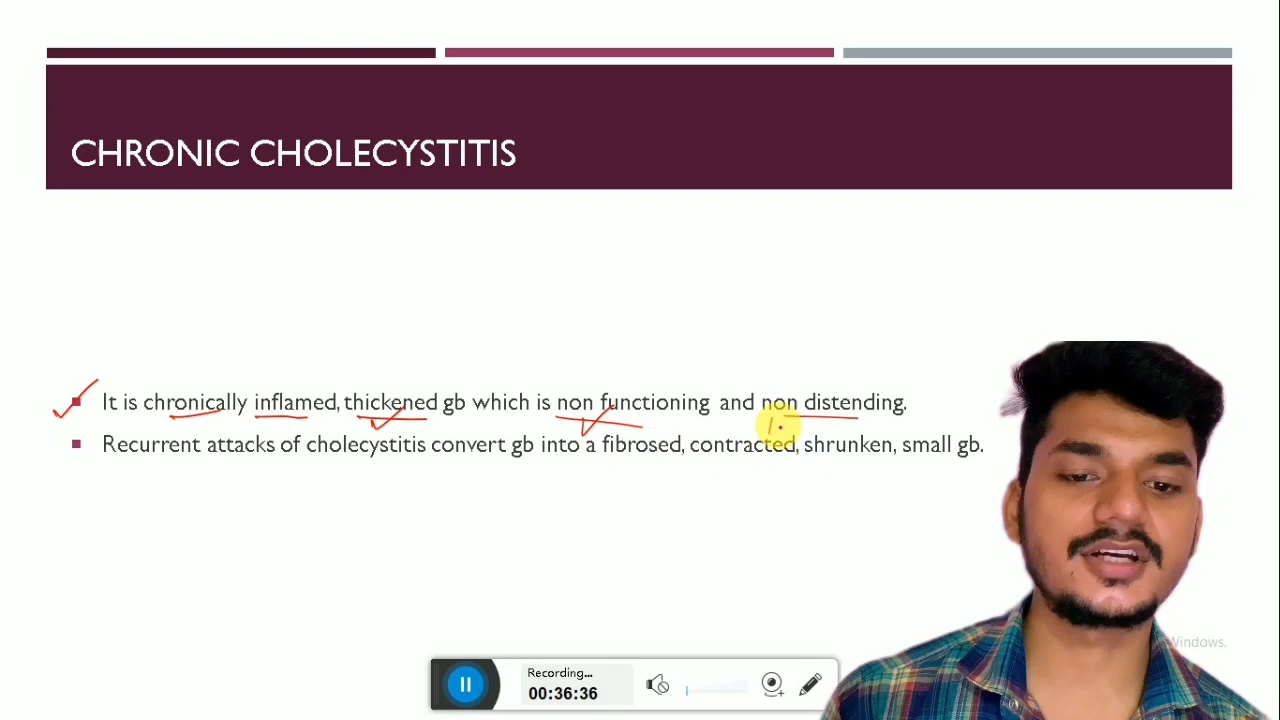 CHRONIC CHOLECYSTITIS
It is chronically inflamed, thickened gb which is non functioning and non distending.
Recurrent attacks of cholecystitis convert gb into a fibrosed, contracted, shrunken, small gb.
Windows.
Recording...
00:36:36